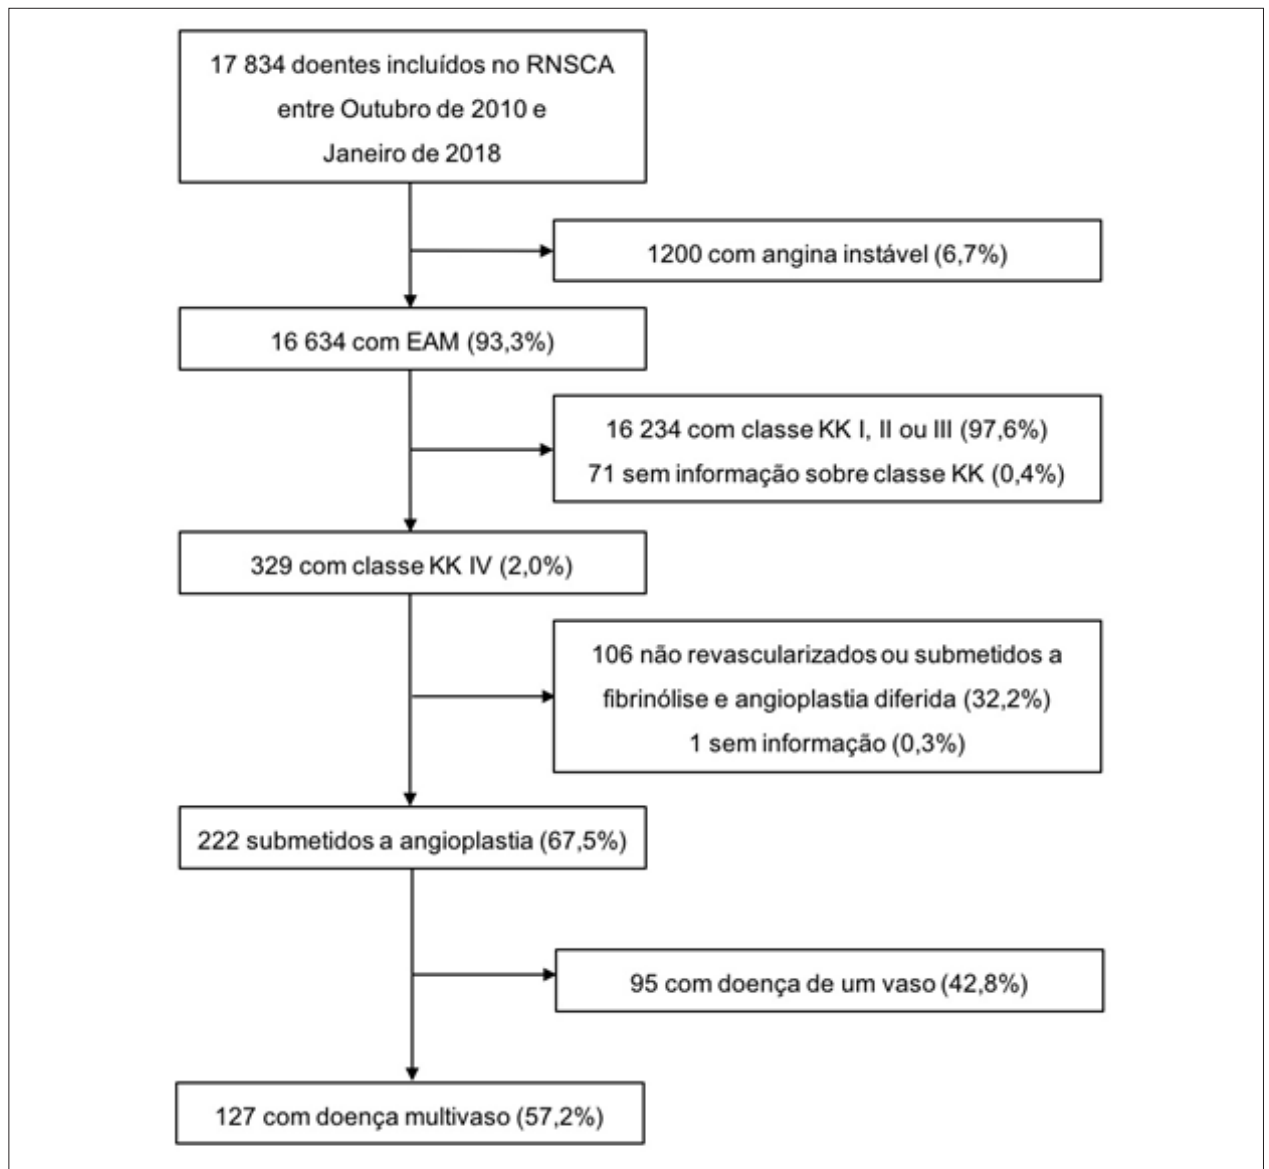 17 834 doentes incluídos no RNSCA
entre Outubro de 2010 e
Janeiro de 2018
1200 com angina instável (6,7%)
16 634 com EAM (93,3%)
16 234 com classe KK I, II ou III (97,6%)
71 sem informação sobre classe KK (0,4%)
329 com classe KK IV (2,0%)
106 não revascularizados ou submetidos a
fibrinólise e angioplastia diferida (32,2%)
1 sem informação (0,3%)
222 submetidos a angioplastia (67,5%)
95 com doença de um vaso (42,8%)
127 com doença multivaso (57,2%)